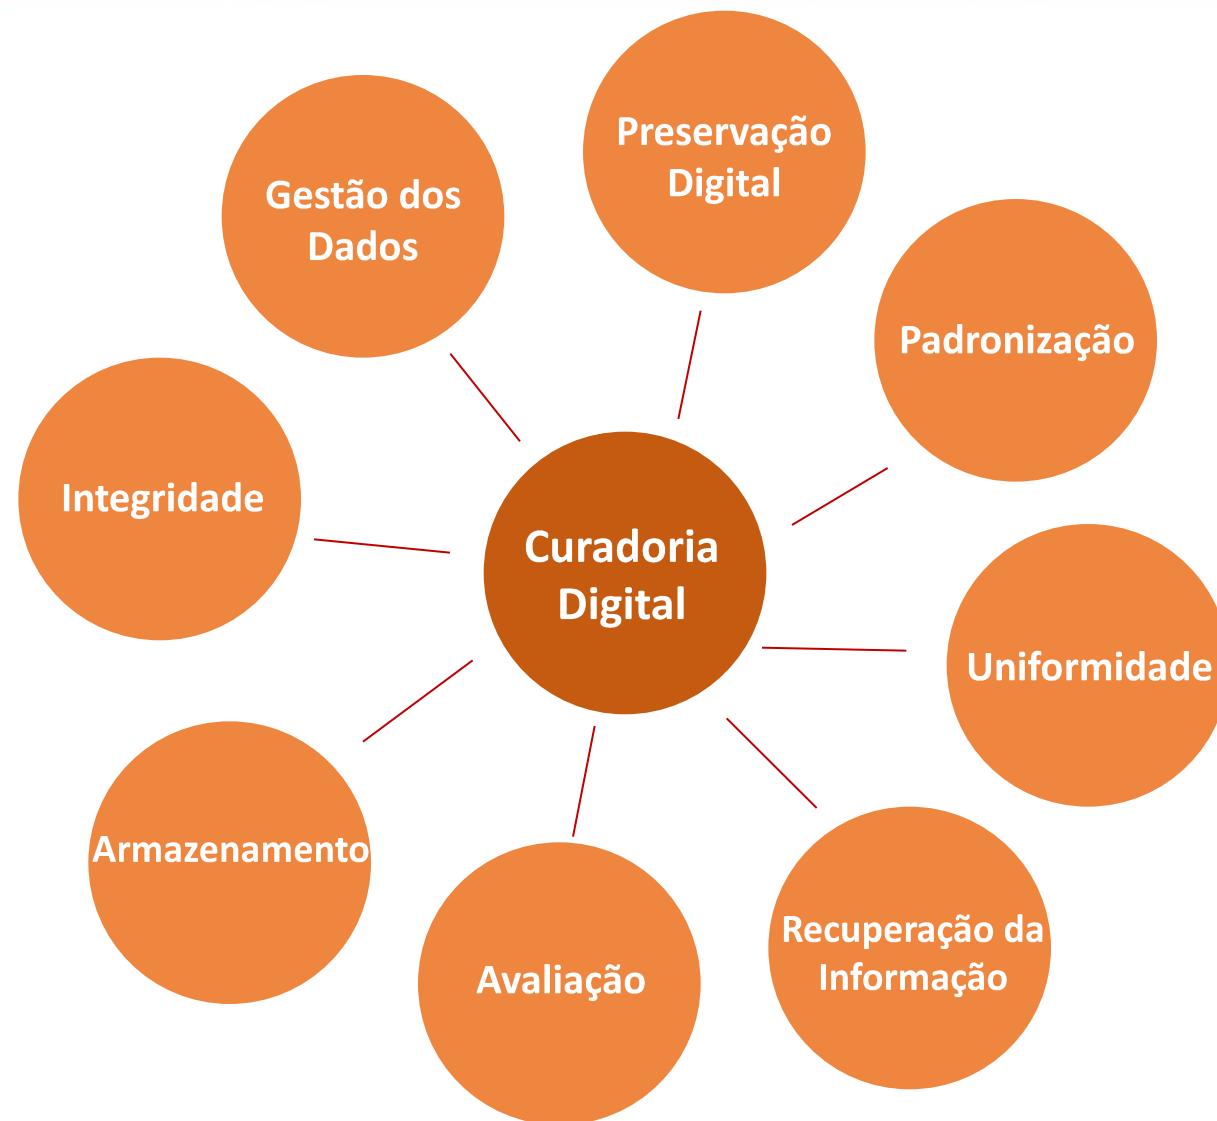 Preservação
Digital
Gestão dos
Dados
Padronização
Integridade
Curadoria
Digital
Uniformidade
Armazenamento
Recuperação da
Informação
Avaliação